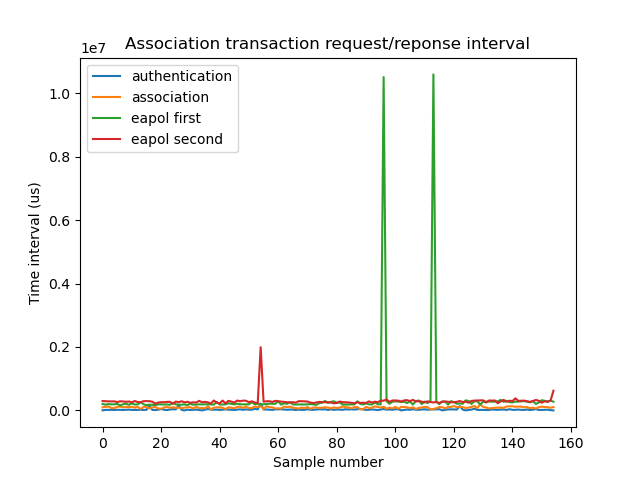 Association transaction request/reponse interval
1e7
authentication
association
eapol first
eapol second
Time interval (us)
1.0
0.8
0.6
0.4
0.2
0.0
0 20 40 60 80 100 120 140 160
Sample number